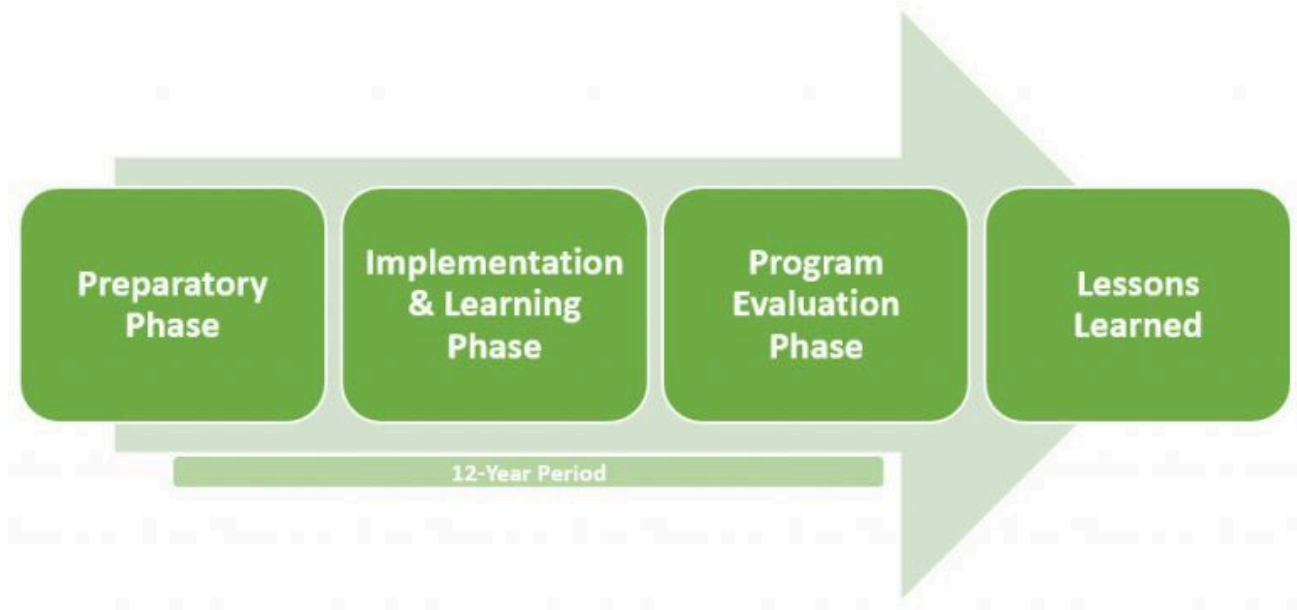 Preparatory
Phase
Implementation
& Learning
Phase
Program
Evaluation
Phase
Lessons
Learned
12-Year Period